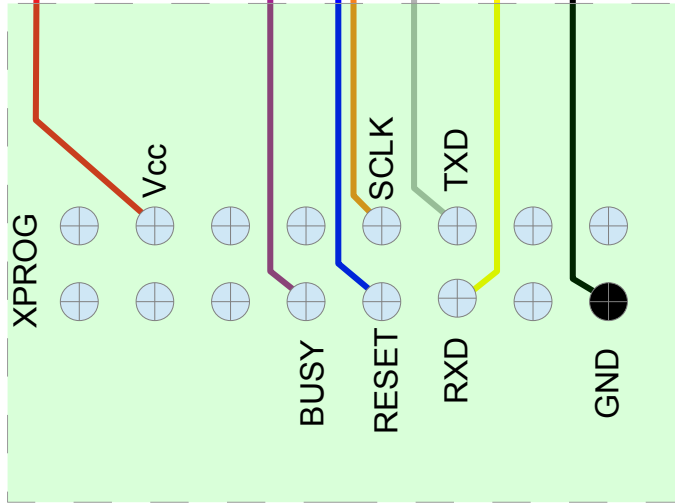 XPROG
Vcc
SCLK
TXD
BUSY
RESET
RXD
GND